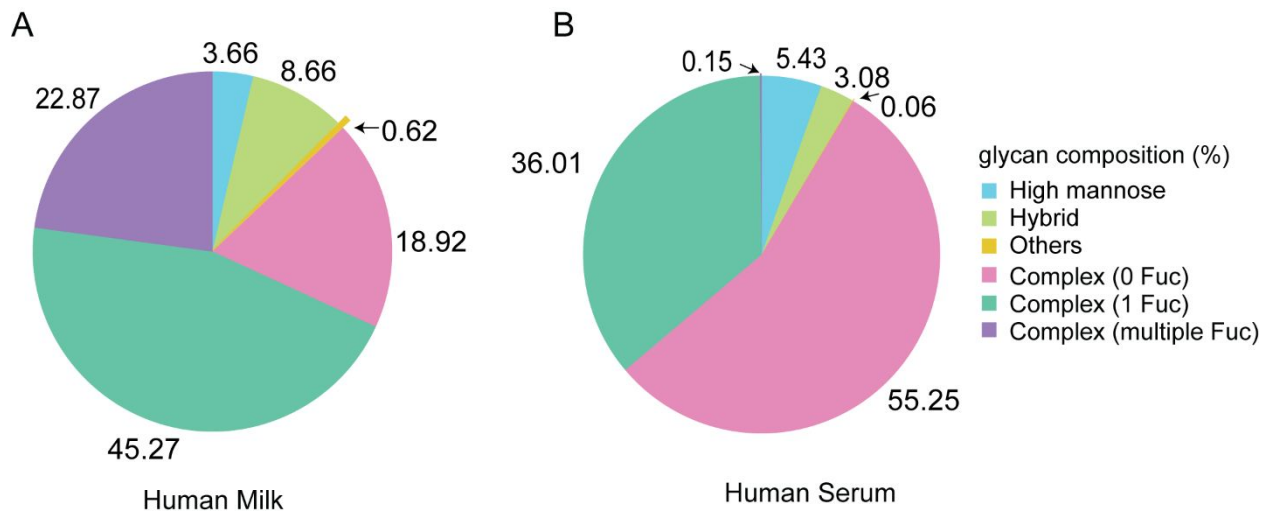 A
3.66
8.66
0.62
18.92
45.27
22.87
Human Milk
B
0.15
5.43
3.08
0.06
55.25
36.01
Human Serum
glycan composition (%)
High mannose
Hybrid
Others
Complex (0 Fuc)
Complex (1 Fuc)
Complex (multiple Fuc)